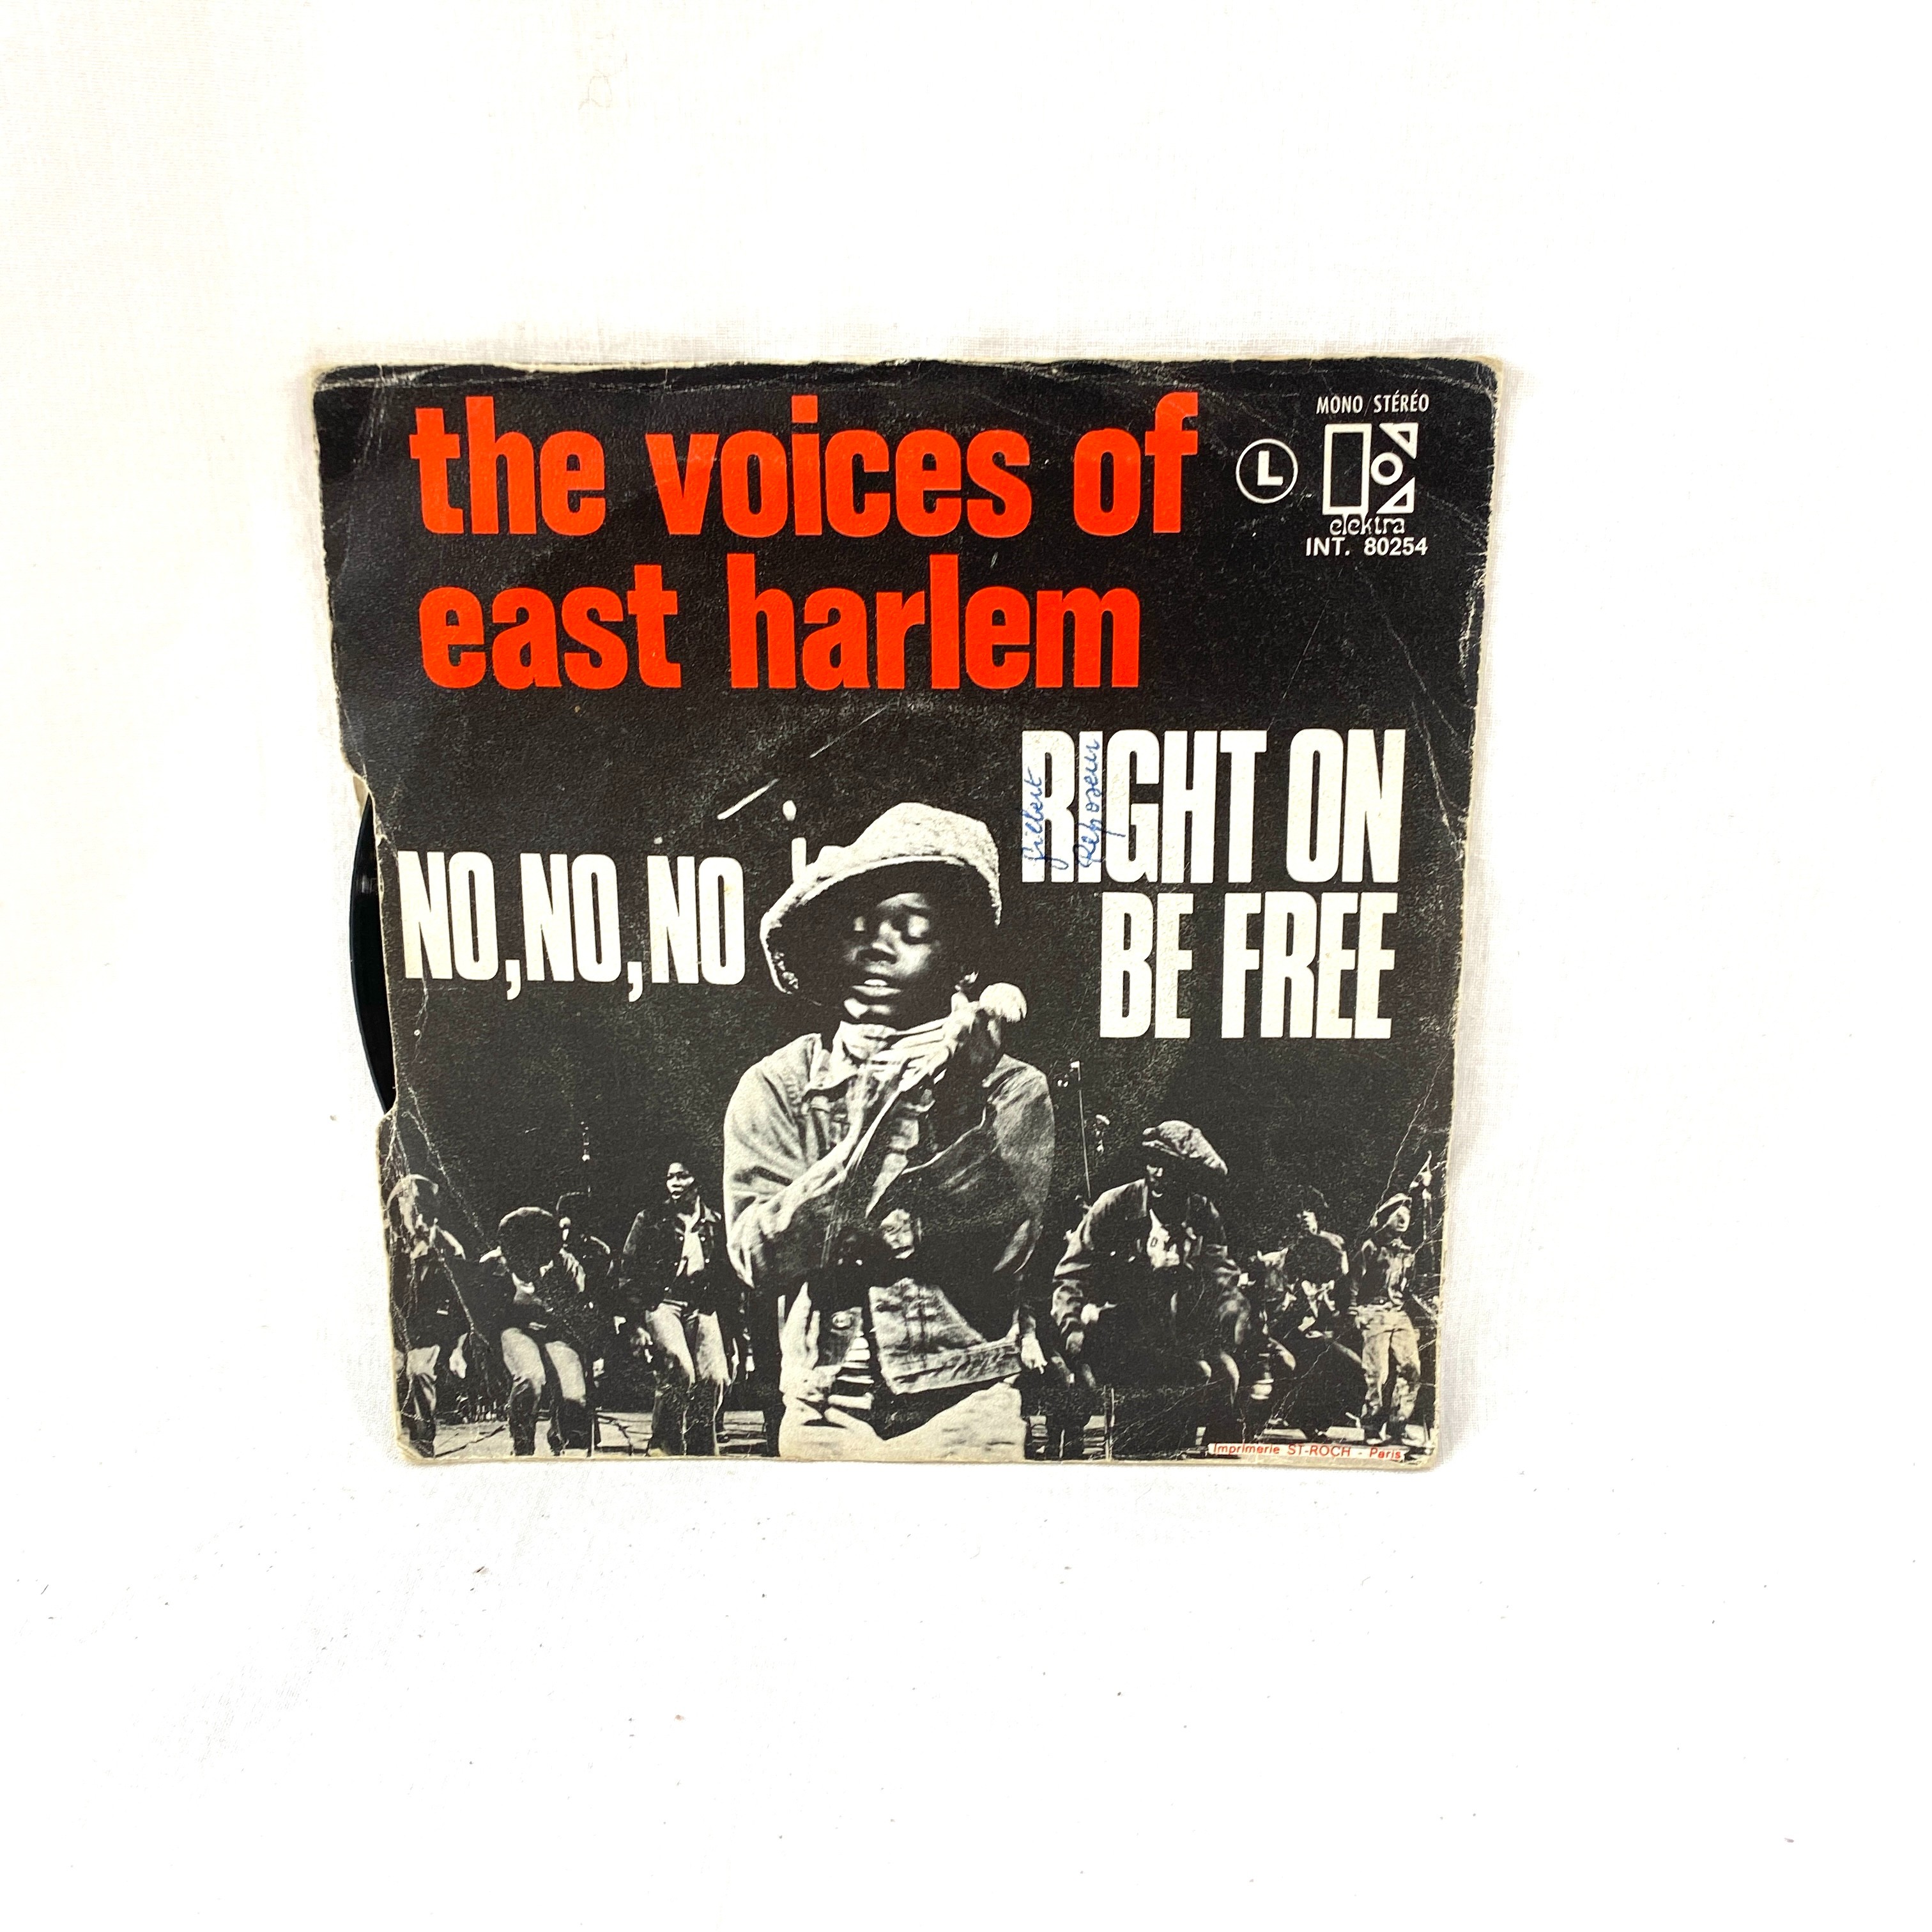 the voices of
east harlem
MONO/STÉRÉO
L
elektra
INT. 80254
NO, NO, NO
RIGHT ON
BE FREE
Gilbert
Imprimerie ST-ROCH - Paris